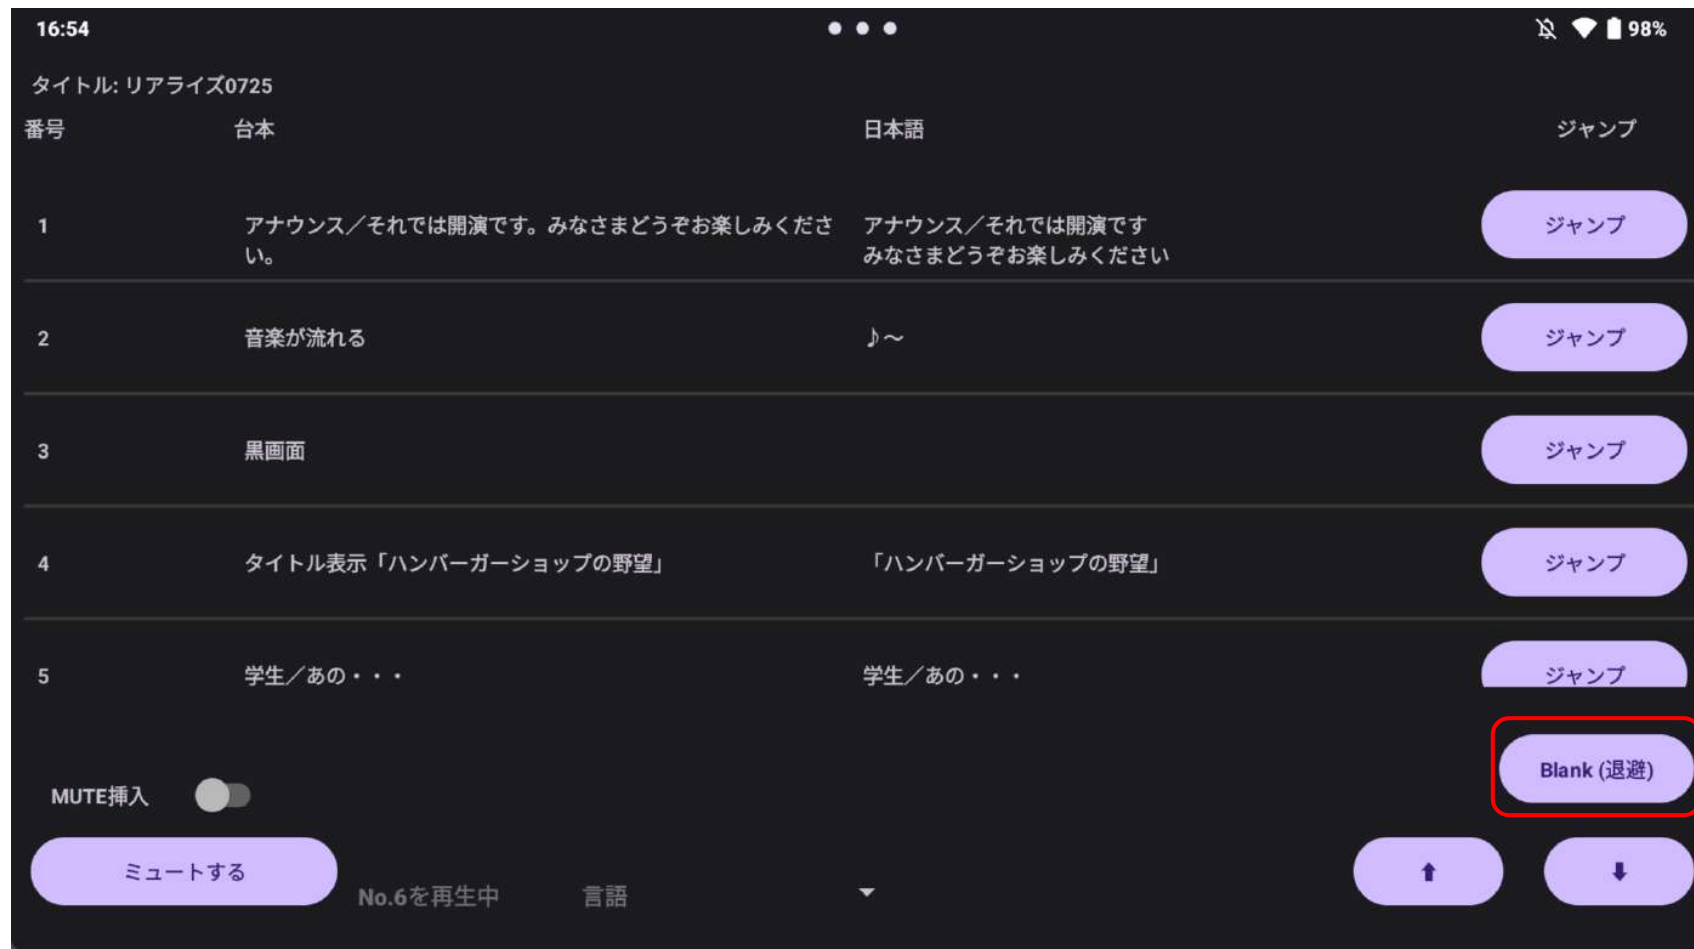 16:54
98%
タイトル: リアライズ0725
番号 台本 日本語 ジャンプ
1 アナウンス／それでは開演です。みなさまどうぞお楽しみくださ アナウンス／それでは開演です ジャンプ
い。 みなさまどうぞお楽しみください
2 音楽が流れる ♪〜 ジャンプ
3 黒画面 ジャンプ
4 タイトル表示「ハンバーガーショップの野望」 「ハンバーガーショップの野望」 ジャンプ
5 学生／あの・・・ 学生／あの・・・ ジャンプ
Blank (退避)
MUTE挿入
ミュートする
No.6を再生中 言語